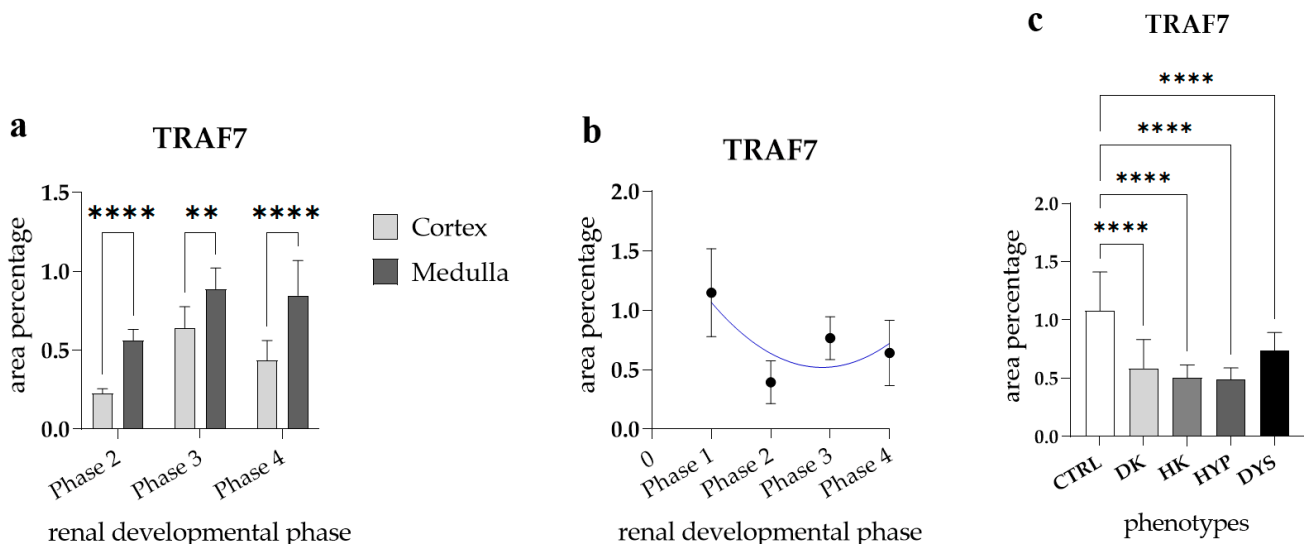 a
TRAF7
**** ** ****
1.5
1.0
0.5
0.0
area percentage
Phase 2
Phase 3
Phase 4
renal developmental phase
Cortex
Medulla
b
TRAF7
2.0
1.5
1.0
0.5
0.0
area percentage
0
Phase 1
Phase 2
Phase 3
Phase 4
renal developmental phase
c
TRAF7
****
****
****
****
2.0
1.5
1.0
0.5
0.0
area percentage
CTRL
DK
HK
HYP
DYS
phenotypes